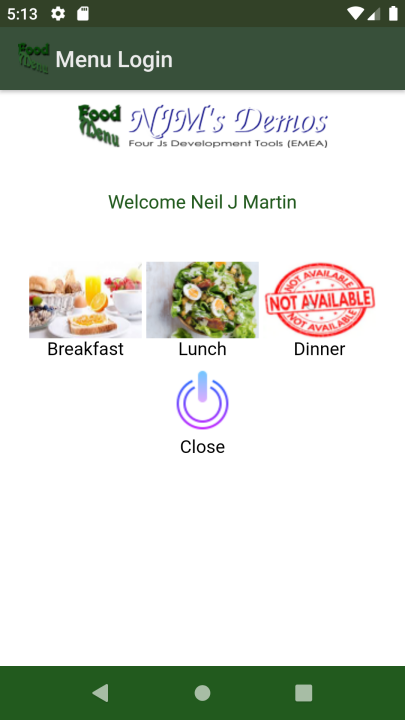 5:13
Food Menu
Menu Login
Food Menu
NJM's Demos
Four Js Development Tools (EMEA)
Welcome Neil J Martin
NOT AVAILABLE
NOT AVAILABLE
NOT AVAILABLE
Breakfast
Lunch
Dinner
Close